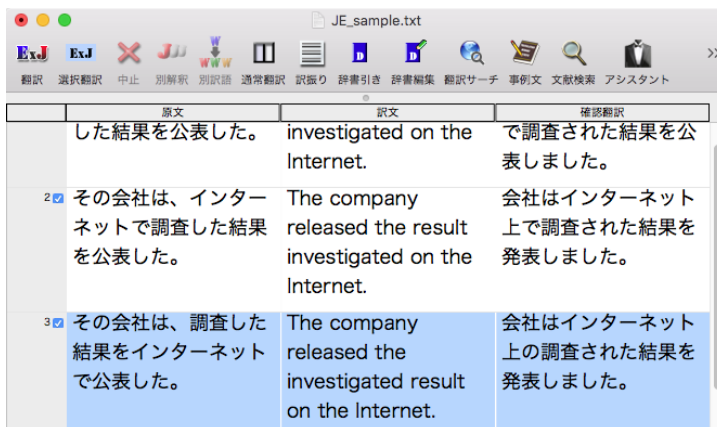 JE_sample.txt
翻訳 選択翻訳 中止 別解釈 別訳語 通常翻訳 訳振り 辞書引き 辞書編集 翻訳サーチ 事例文 文献検索 アシスタント
原文 訳文 確認翻訳
した結果を公表した。 investigated on the で調査された結果を公
Internet. 表しました。
2 その会社は、インター The company 会社はインターネット
ネットで調査した結果 released the result 上で調査された結果を
を公表した。 investigated on the 発表しました。
Internet.
3 その会社は、調査した The company 会社はインターネット
結果をインターネット released the 上の調査された結果を
で公表した。 investigated result 発表しました。
on the Internet.